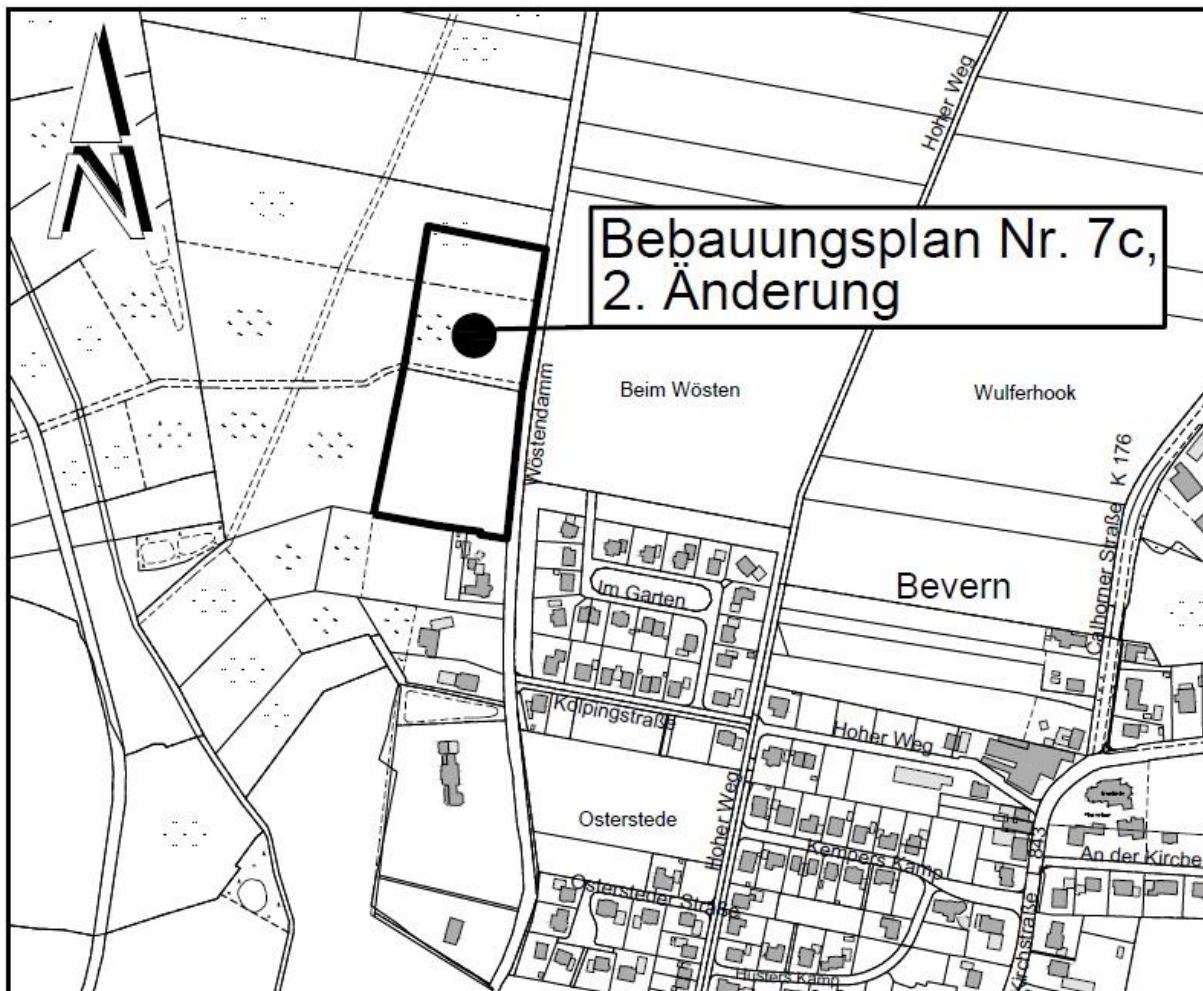 N
Hoher Weg
Bebauungsplan Nr. 7c,
2. Änderung
Wöstendamm
Beim Wösten
Wulferhook
Calhorner Straße K 176
Im Garten
Bevern
Kolpingstraße
Hoher Weg
Osterstede
Hoher Weg
Kempers Kamp
843
An der Kirche
Ostersteder Straße
Kirchstraße
Husters Kamp